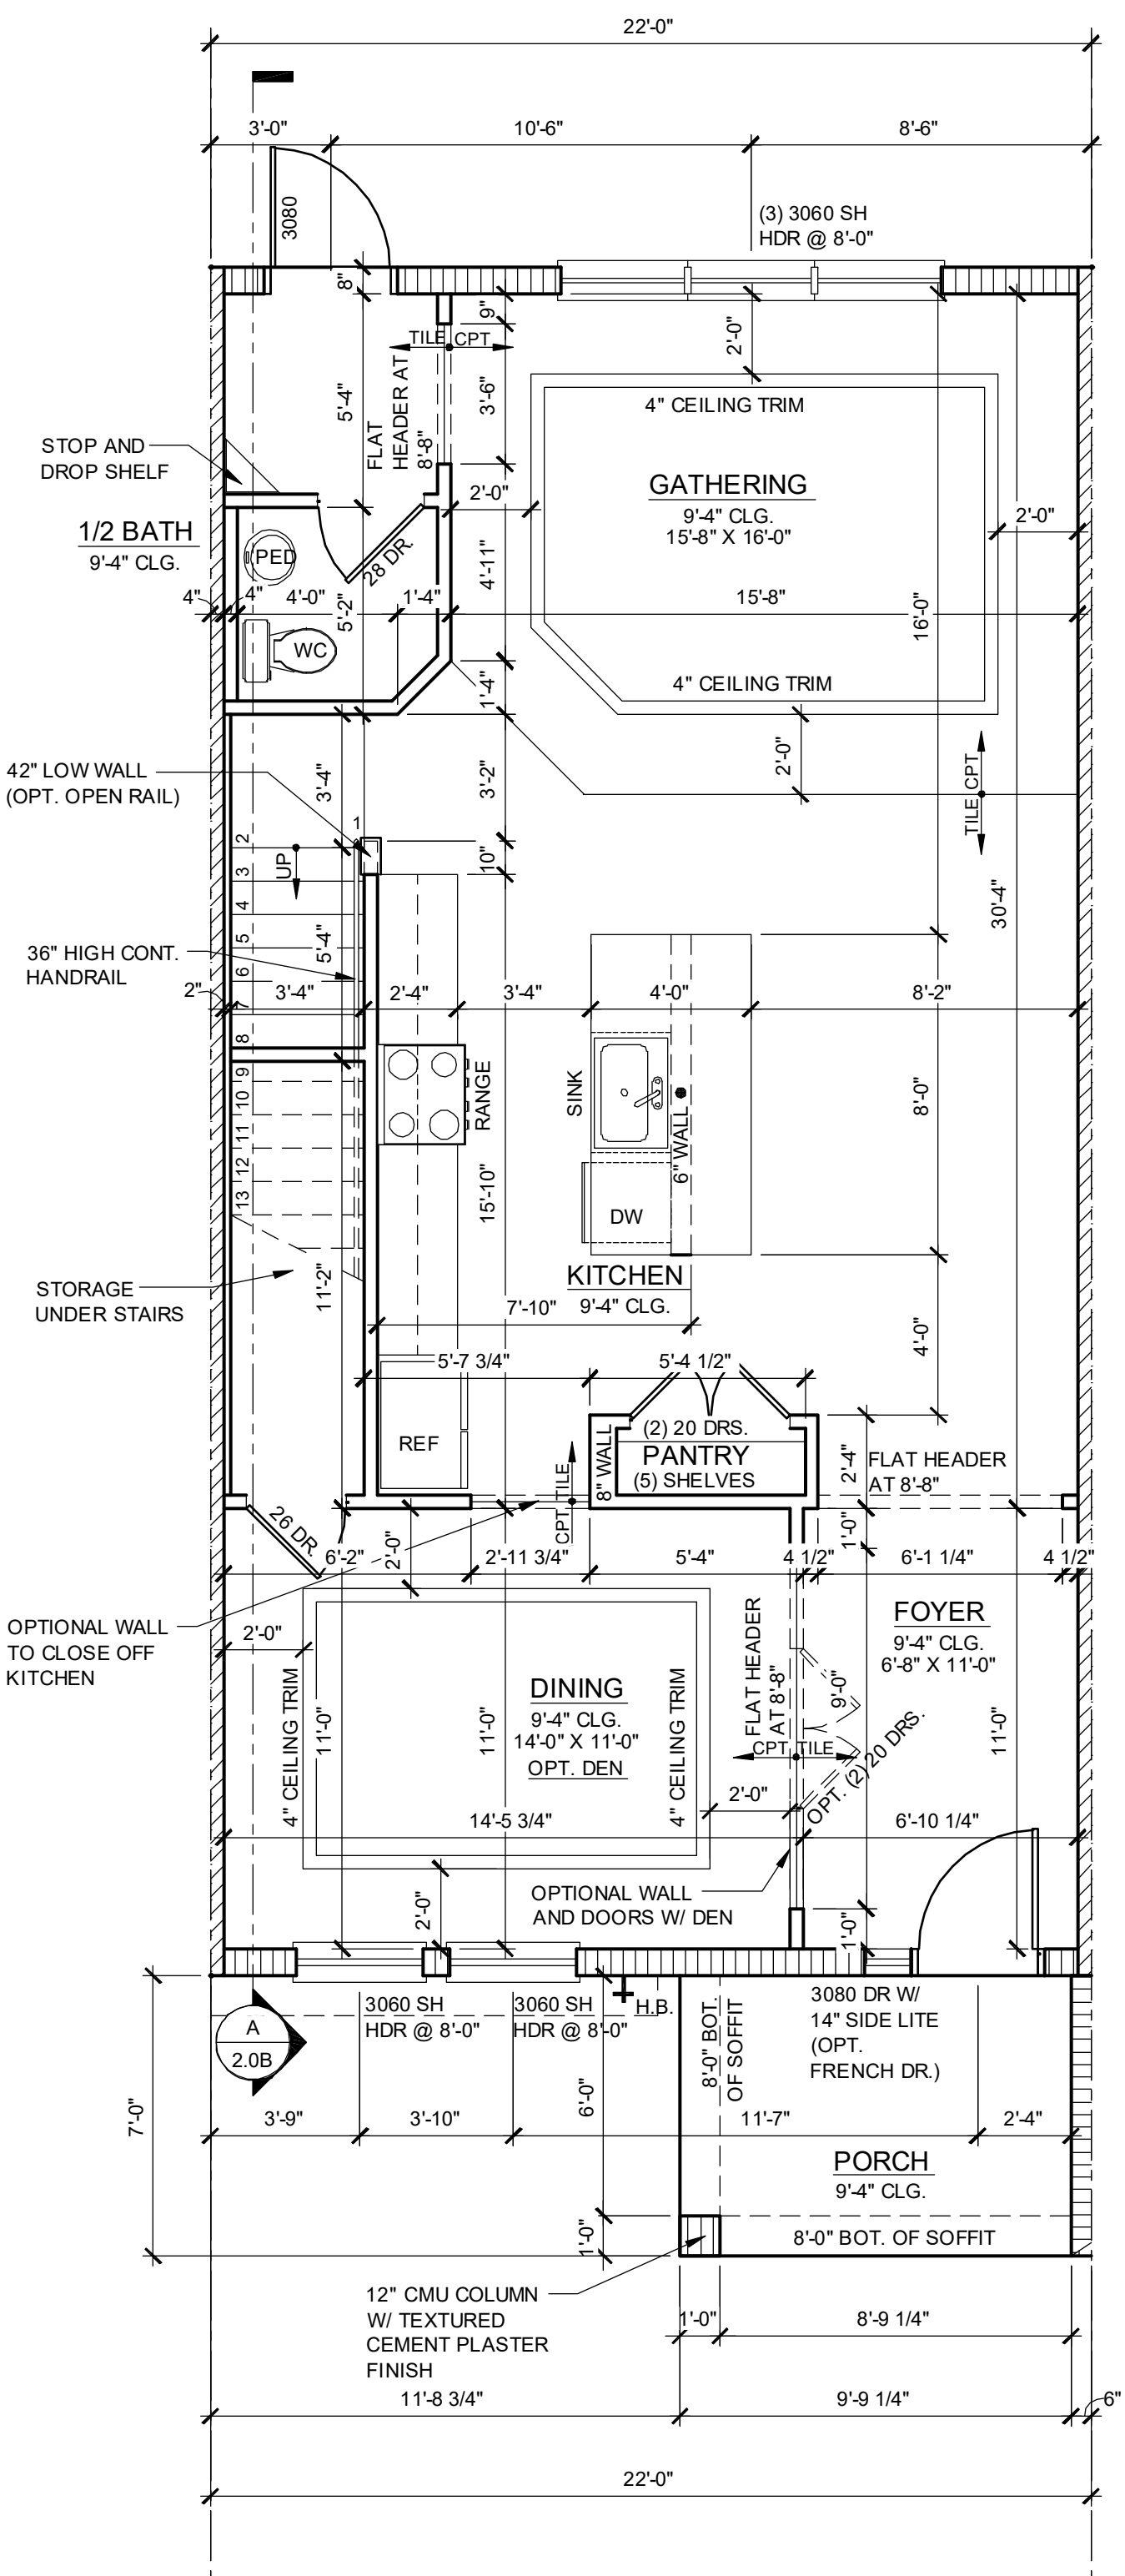 22'-0"
3'-0"
10'-6"
8'-6"
3080
(3) 3060 SH
HDR @ 8'-0"
8"
9"
TILE
CPT
2'-0"
5'-4"
FLAT
HEADER AT
8'-8"
3'-6"
4" CEILING TRIM
STOP AND
DROP SHELF
GATHERING
9'-4" CLG.
15'-8" X 16'-0"
2'-0"
2'-0"
1/2 BATH
9'-4" CLG.
PED
28 DR.
4'-11"
4"
4"
4'-0"
5'-2"
1'-4"
15'-8"
16'-0"
WC
1'-4"
4" CEILING TRIM
42" LOW WALL
(OPT. OPEN RAIL)
3'-4"
3'-2"
2'-0"
TILE
CPT
1
2
UP
10"
3
4
30'-4"
36" HIGH CONT.
HANDRAIL
5
5'-4"
6
2"
7
3'-4"
2'-4"
3'-4"
4'-0"
8'-2"
8
9
10
11
12
13
RANGE
SINK
6" WALL
8'-0"
15'-10"
DW
STORAGE
UNDER STAIRS
11'-2"
KITCHEN
9'-4" CLG.
7'-10"
4'-0"
5'-7 3/4"
5'-4 1/2"
REF
8" WALL
(2) 20 DRS.
PANTRY
(5) SHELVES
2'-4"
FLAT HEADER
AT 8'-8"
CPT
TILE
26 DR.
1'-0"
6'-2"
2'-0"
2'-11 3/4"
5'-4"
4 1/2"
6'-1 1/4"
4 1/2"
OPTIONAL WALL
TO CLOSE OFF
KITCHEN
2'-0"
FOYER
9'-4" CLG.
6'-8" X 11'-0"
4" CEILING TRIM
11'-0"
11'-0"
DINING
9'-4" CLG.
14'-0" X 11'-0"
OPT. DEN
4" CEILING TRIM
FLAT HEADER
AT 8'-8"
9'-0"
11'-0"
CPT
TILE
OPT. (2) 20 DRS.
2'-0"
14'-5 3/4"
6'-10 1/4"
OPTIONAL WALL
AND DOORS W/ DEN
2'-0"
1'-0"
3060 SH
HDR @ 8'-0"
3060 SH
HDR @ 8'-0"
H.B.
8'-0" BOT.
OF SOFFIT
3080 DR W/
14" SIDE LITE
(OPT.
FRENCH DR.)
A
2.0B
7'-0"
6'-0"
3'-9"
3'-10"
11'-7"
2'-4"
PORCH
9'-4" CLG.
1'-0"
8'-0" BOT. OF SOFFIT
12" CMU COLUMN
W/ TEXTURED
CEMENT PLASTER
FINISH
1'-0"
8'-9 1/4"
11'-8 3/4"
9'-9 1/4"
6"
22'-0"